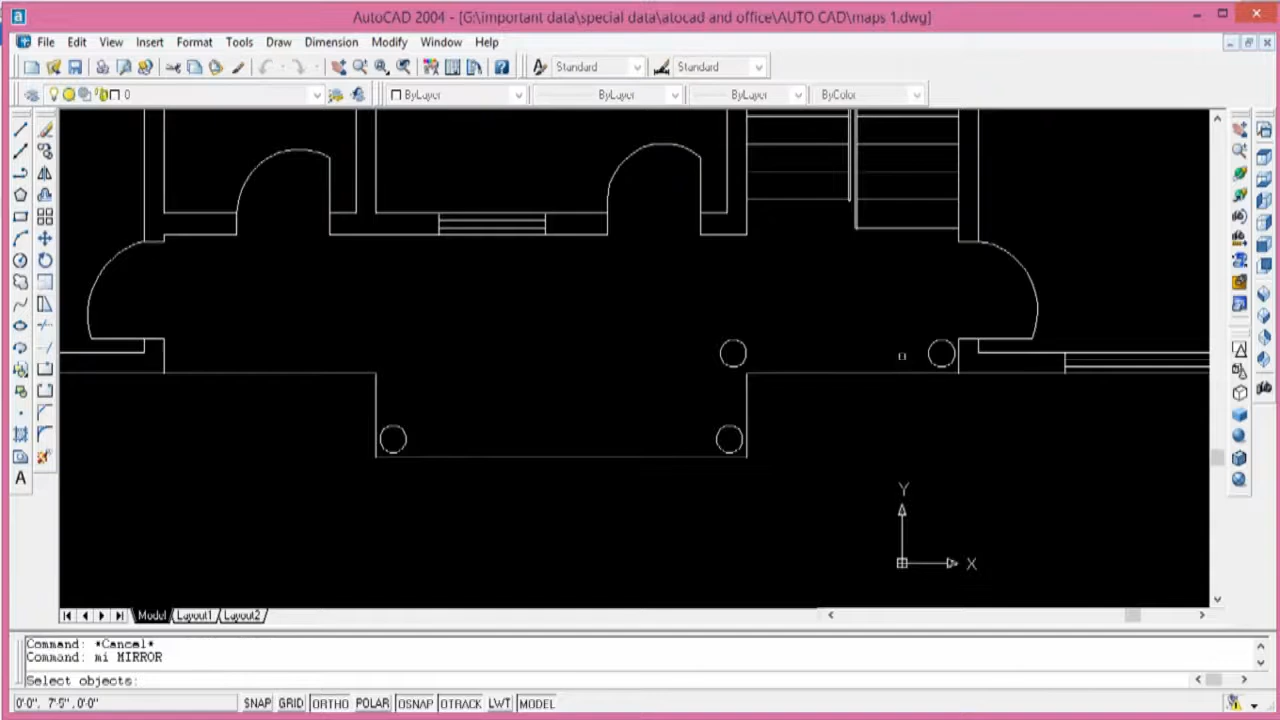 AutoCAD 2004 - [G:\important data\special data\atocad and office\AUTO CAD\maps 1.dwg]
File Edit View Insert Format Tools Draw Dimension Modify Window Help
Standard Standard
0 ByLayer ByLayer ByLayer ByColor
A
Y
X
Model Layout1 Layout2
Command: *Cancel*
Command: mi MIRROR
Select objects:
0'0", 7'5", 0'0" SNAP GRID ORTHO POLAR OSNAP OTRACK LWT MODEL